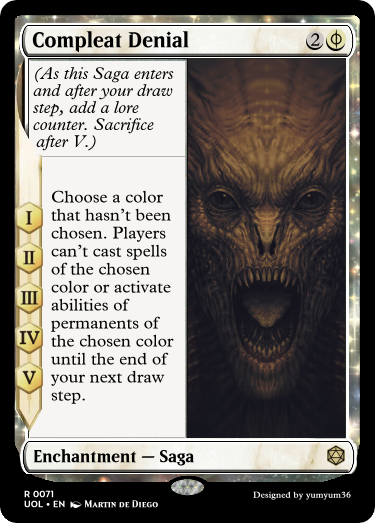 Compleat Denial 2
(As this Saga enters
and after your draw
step, add a lore
counter. Sacrifice
after V.)
I
II
III
IV
V
Choose a color
that hasn't been
chosen. Players
can't cast spells
of the chosen
color or activate
abilities of
permanents of
the chosen color
until the end of
your next draw
step.
Enchantment — Saga
R 0071
UOL • EN Martin de Diego
Designed by yumyum36